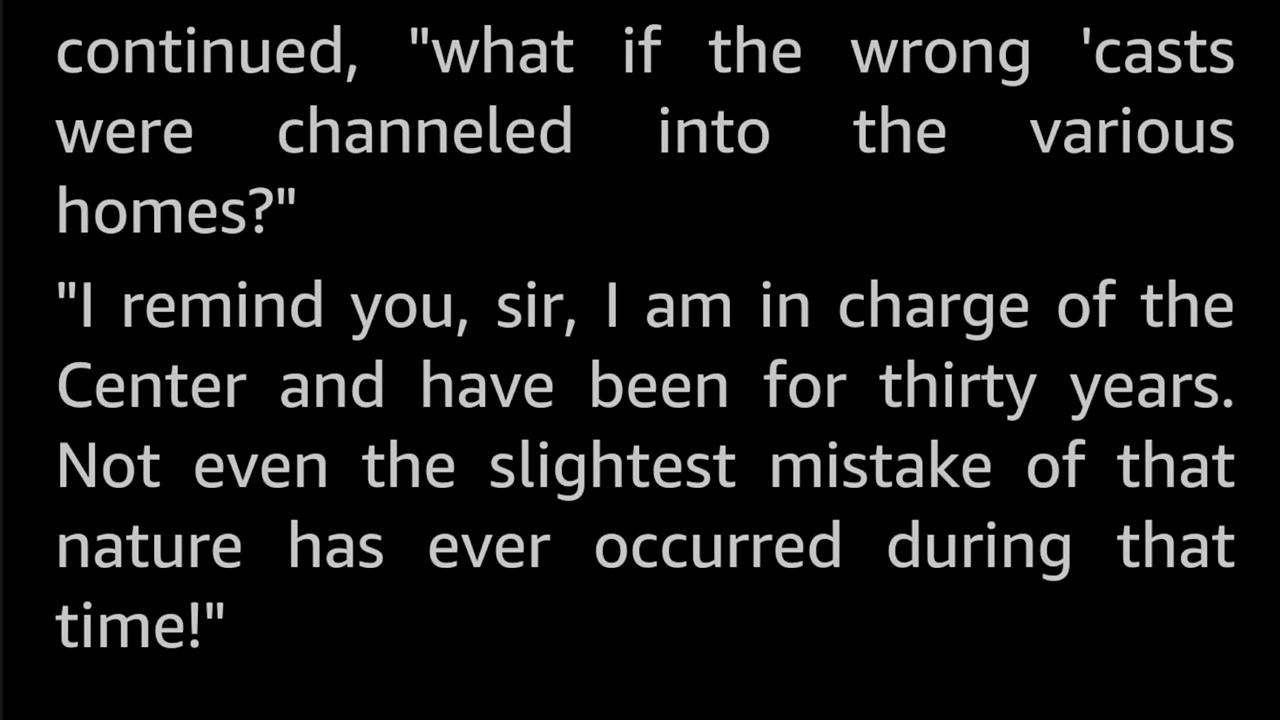 continued, "what if the wrong 'casts
were channeled into the various
homes?"
"I remind you, sir, I am in charge of the
Center and have been for thirty years.
Not even the slightest mistake of that
nature has ever occurred during that
time!"